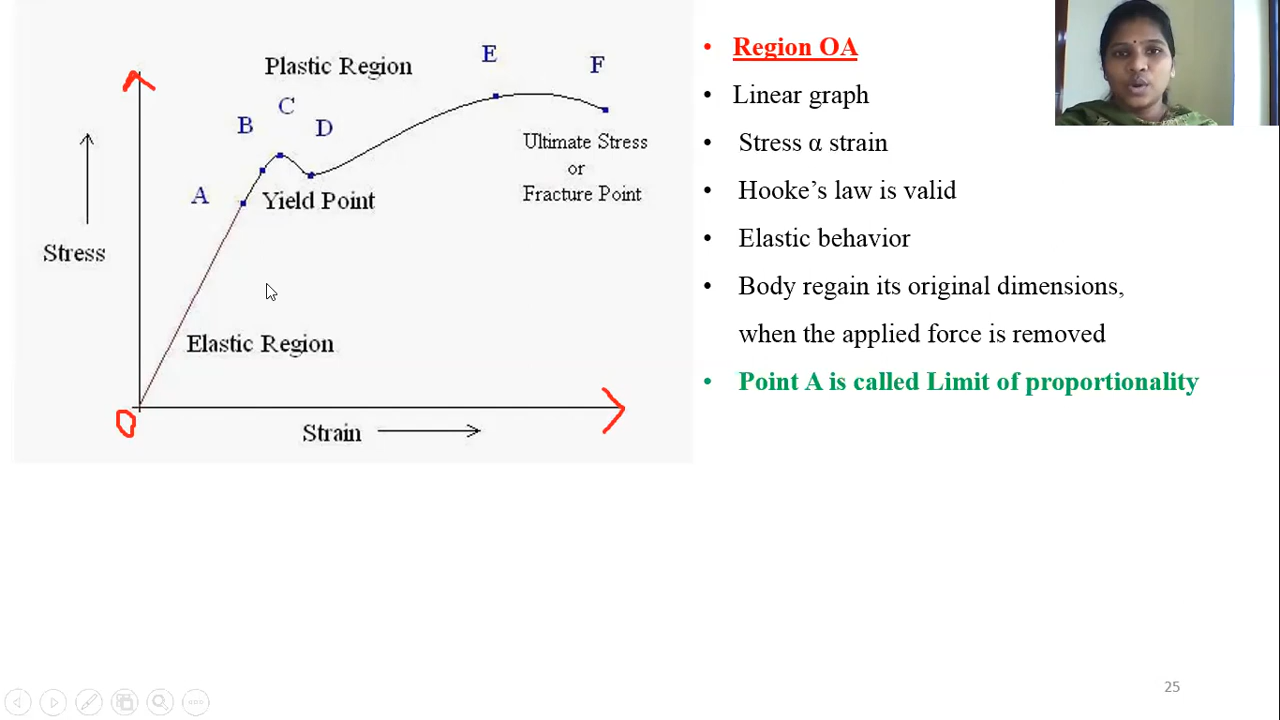 Plastic Region
E
F
C
B
D
Ultimate Stress
or
Fracture Point
A
Yield Point
Stress
Elastic Region
O
Strain
• Region OA
• Linear graph
• Stress α strain
• Hooke’s law is valid
• Elastic behavior
• Body regain its original dimensions,
when the applied force is removed
• Point A is called Limit of proportionality
25